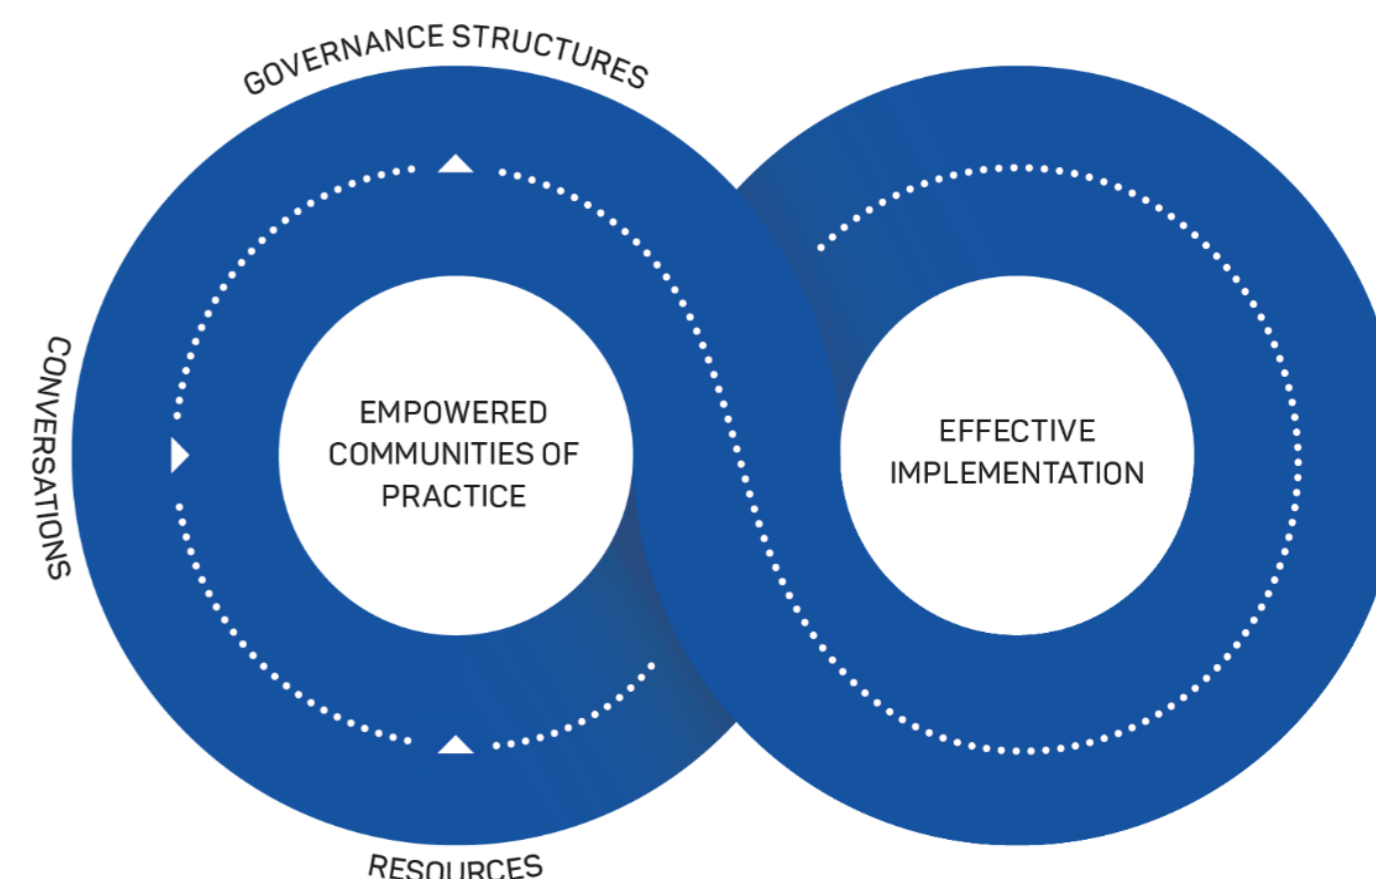 GOVERNANCE STRUCTURES
CONVERSATIONS
EMPOWERED
COMMUNITIES OF
PRACTICE
EFFECTIVE
IMPLEMENTATION
RESOURCES